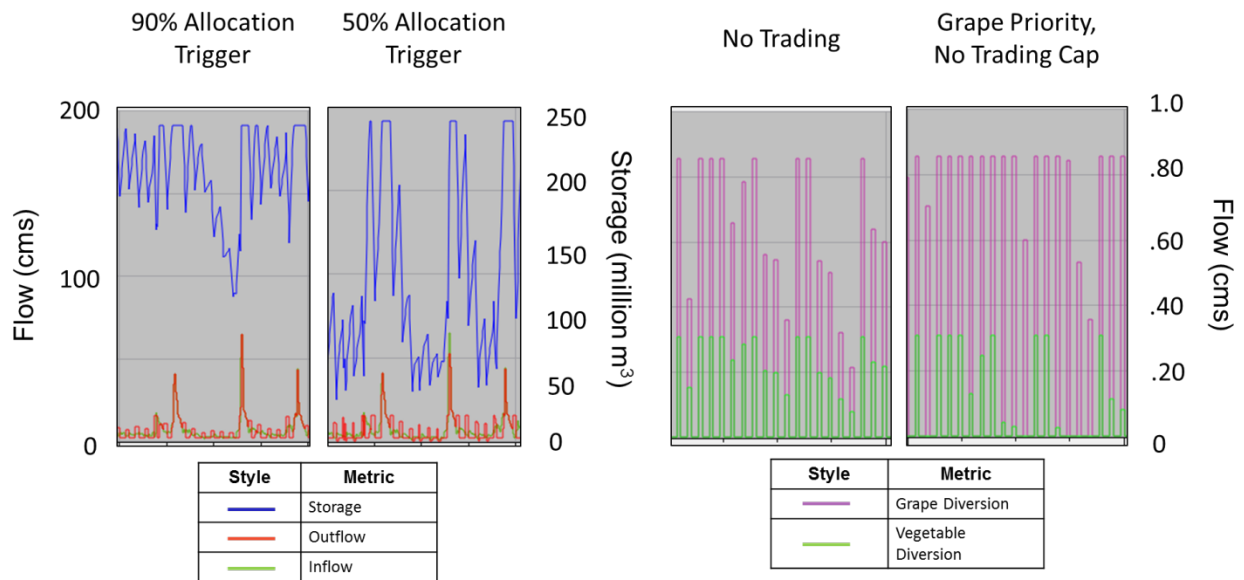 90% Allocation
Trigger
50% Allocation
Trigger
No Trading
Grape Priority,
No Trading Cap
200
100
0
Flow (cms)
250
200
150
100
50
0
Storage (million m³)
1.0
.80
.60
.40
.20
0
Flow (cms)
Style Metric
Storage
Outflow
Inflow
Style Metric
Grape Diversion
Vegetable
Diversion